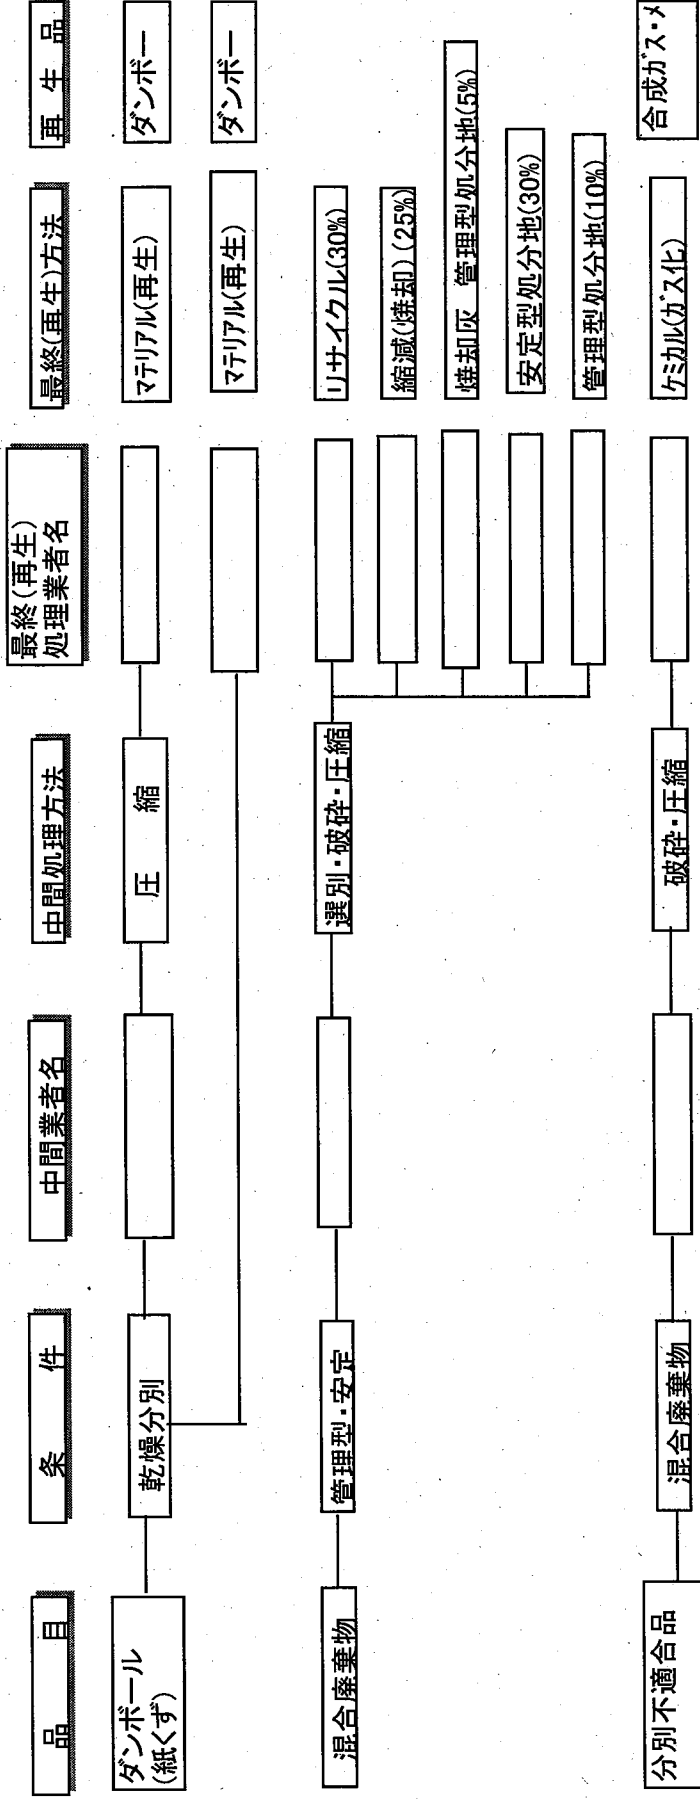 品　目
条　件
中間業者名
中間処理方法
最終(再生)
処理業者名
最終(再生)方法
再 生 品
ダンボール
(紙くず)
乾燥分別
圧　縮
マテリアル(再生)
ダンボー
マテリアル(再生)
ダンボー
混合廃棄物
管理型・安定
選別・破砕・圧縮
リサイクル(30%)
縮減(焼却)(25%)
焼却灰　管理型処分地(5%)
安定型処分地(30%)
管理型処分地(10%)
分別不適合品
混合廃棄物
破砕・圧縮
ケミカル(ガス化)
合成ガス・メ